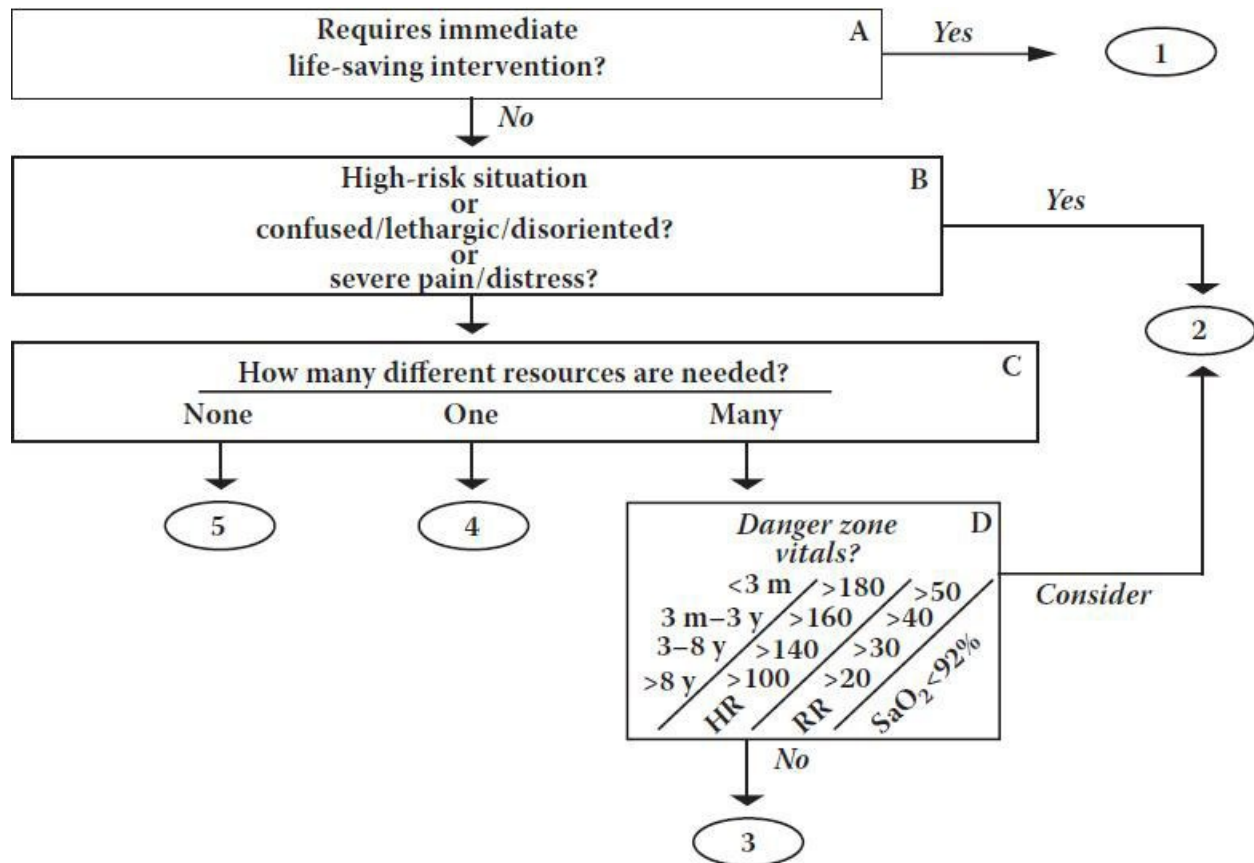 Requires immediate
life-saving intervention?
A
Yes
1
No
High-risk situation
or
confused/lethargic/disoriented?
or
severe pain/distress?
B
Yes
2
How many different resources are needed?
C
None One Many
5
4
Danger zone
vitals?
D
<3 m >180 >50
3 m–3 y >160 >40
3–8 y >140 >30
>8 y >100 >20
HR RR SaO₂<92%
Consider
No
3